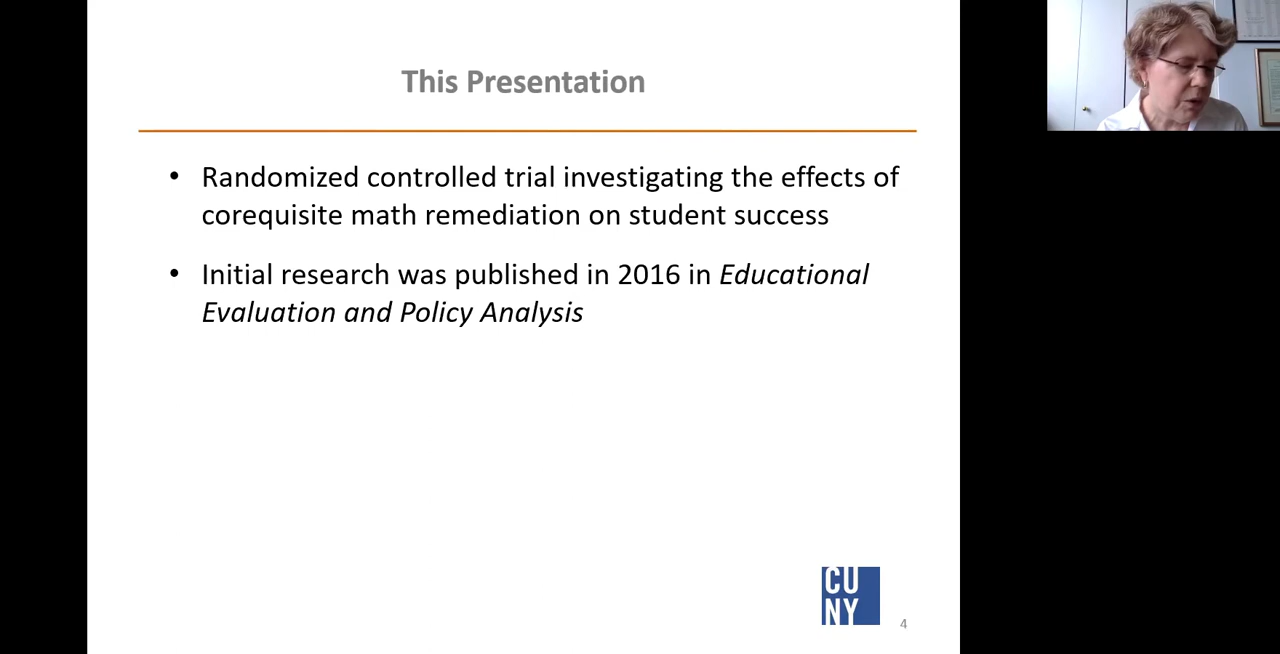 This Presentation
• Randomized controlled trial investigating the effects of
corequisite math remediation on student success
• Initial research was published in 2016 in Educational
Evaluation and Policy Analysis
CU
NY
4